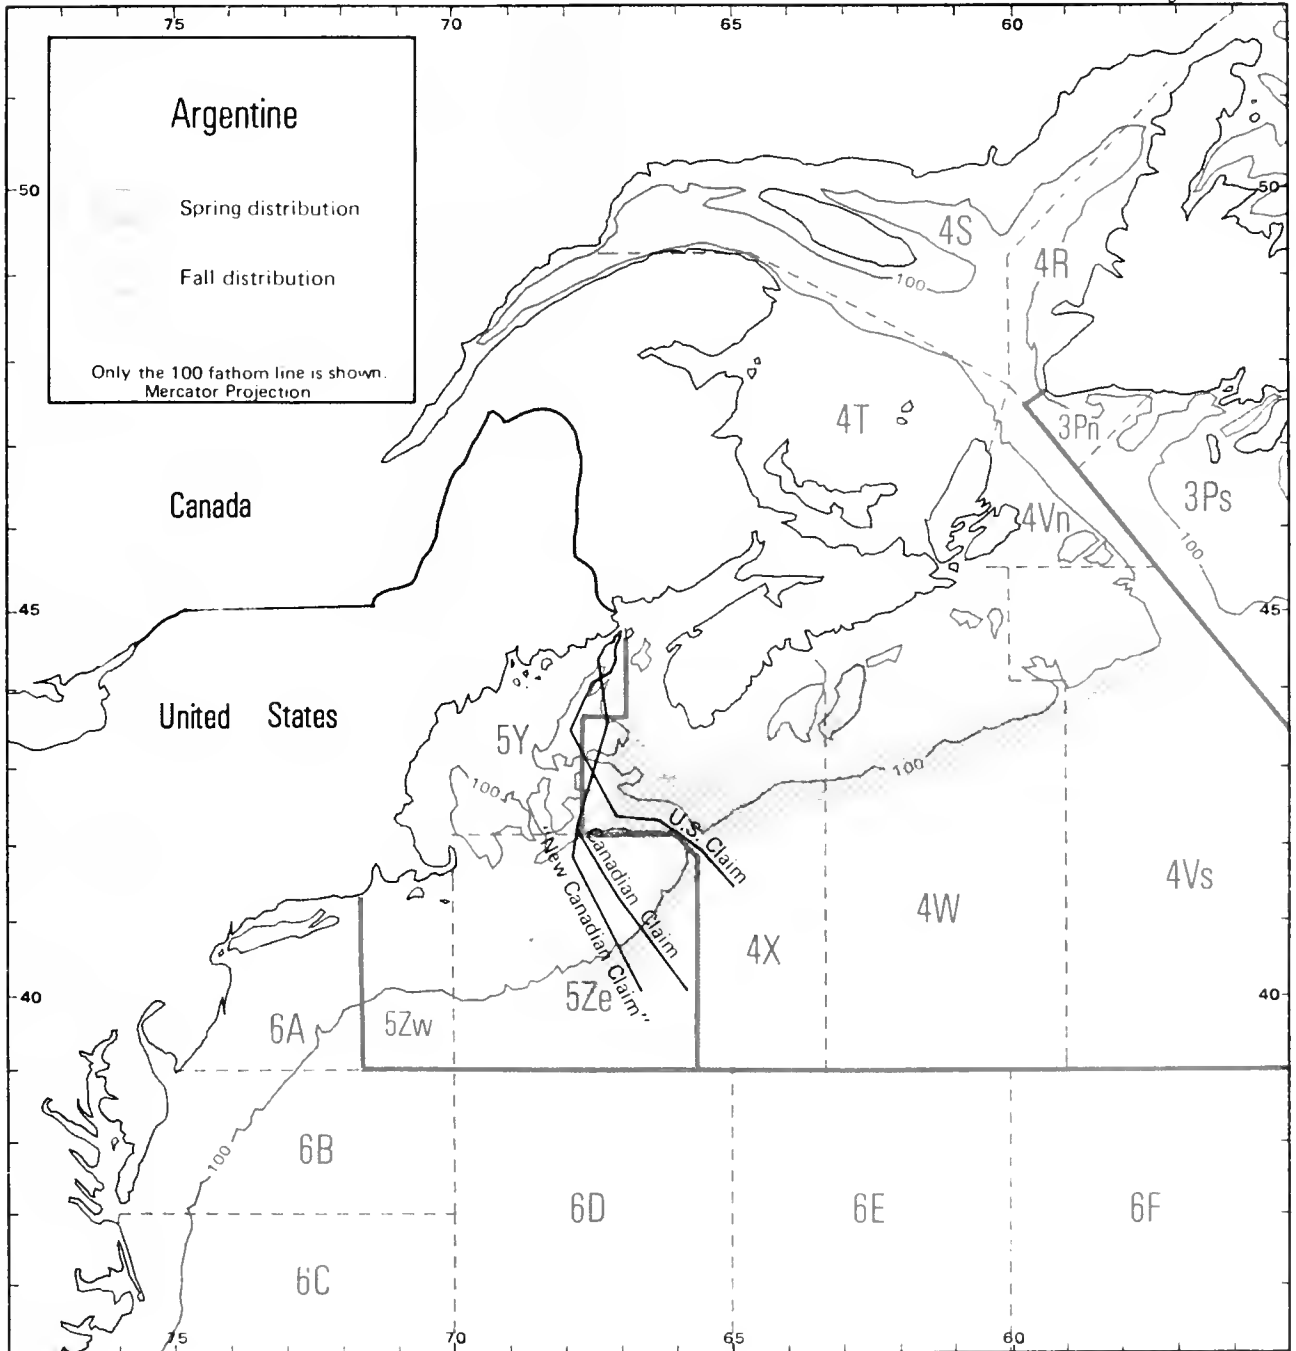 75 70 65 60
Argentine
Spring distribution
Fall distribution
Only the 100 fathom line is shown.
Mercator Projection
50 50
4S
4R
100
4T
3Pn
3Ps
Canada
4Vn
100
45 45
United States
5Y
100
100
U.S. Claim
Canadian Claim
"New Canadian Claim"
4Vs
4W
4X
40 40
5Ze
6A
5Zw
6B
100
6D
6E
6F
6C
75 70 65 60